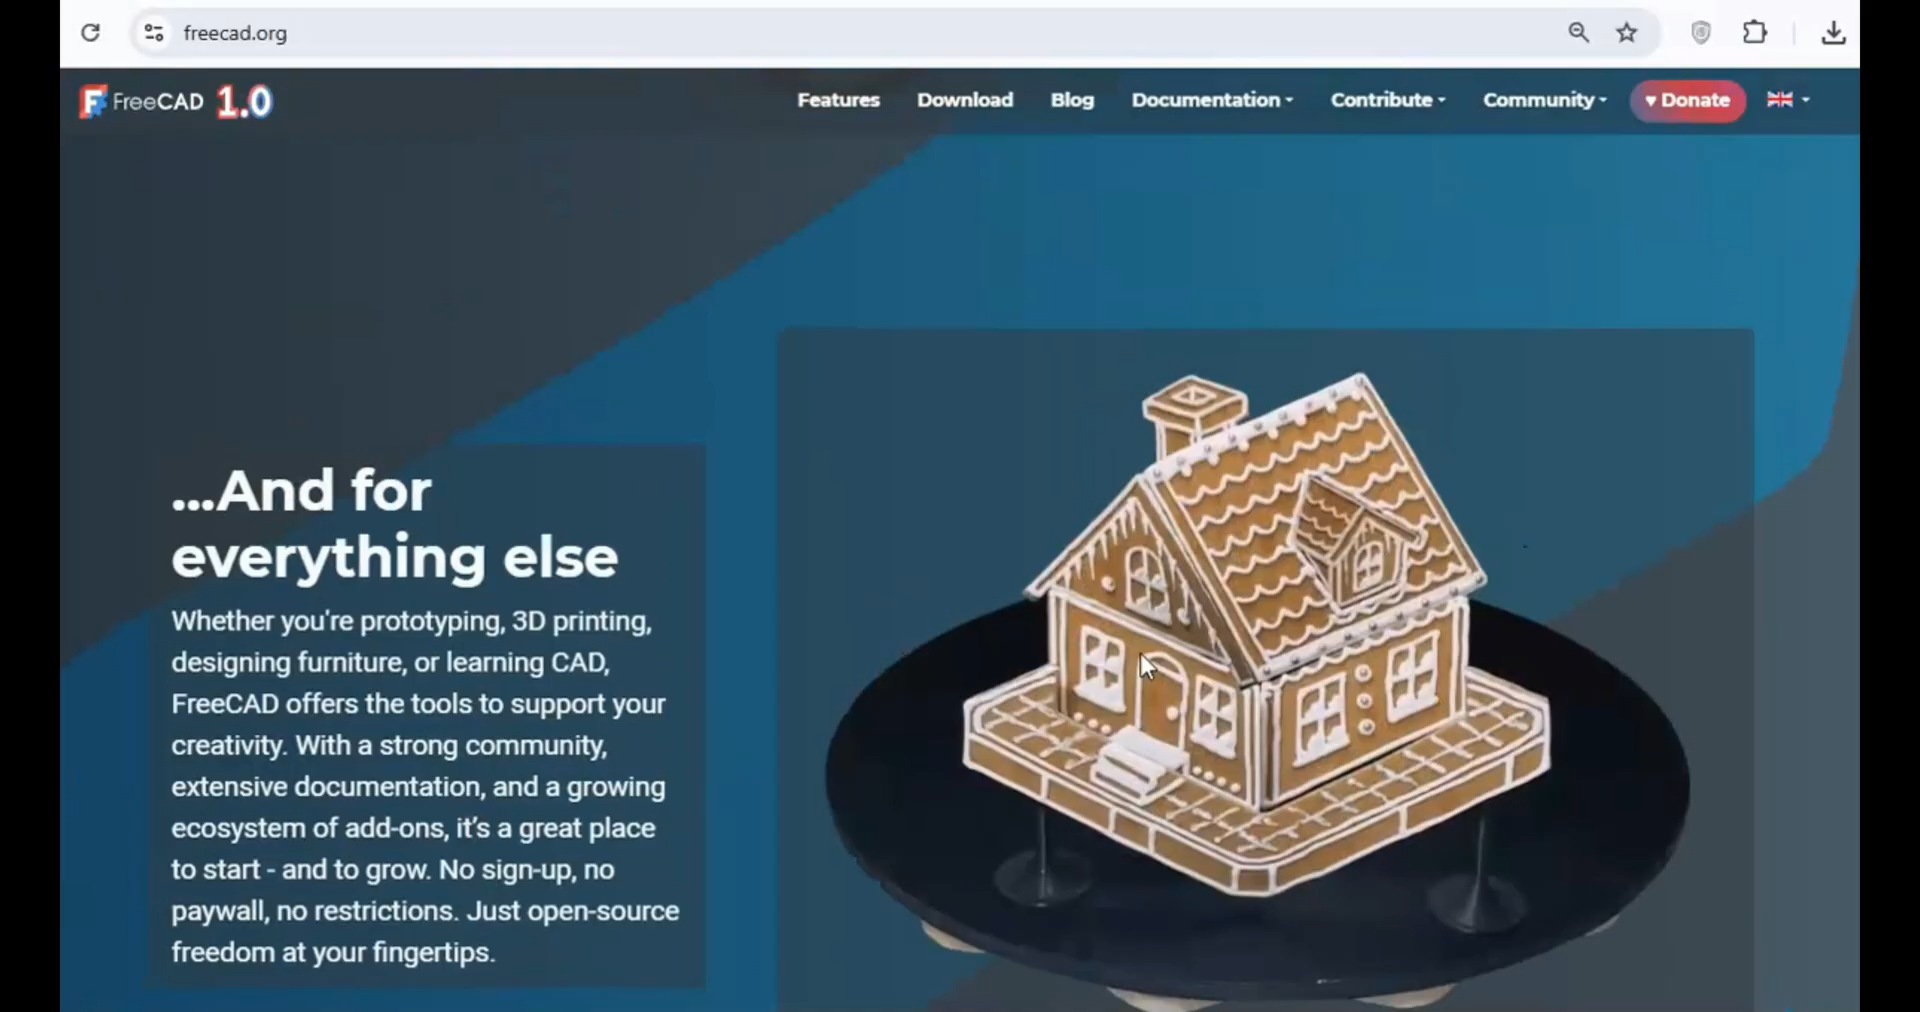 freecad.org
FreeCAD 1.0
Features Download Blog Documentation Contribute Community ♥ Donate
...And for
everything else
Whether you're prototyping, 3D printing,
designing furniture, or learning CAD,
FreeCAD offers the tools to support your
creativity. With a strong community,
extensive documentation, and a growing
ecosystem of add-ons, it's a great place
to start - and to grow. No sign-up, no
paywall, no restrictions. Just open-source
freedom at your fingertips.